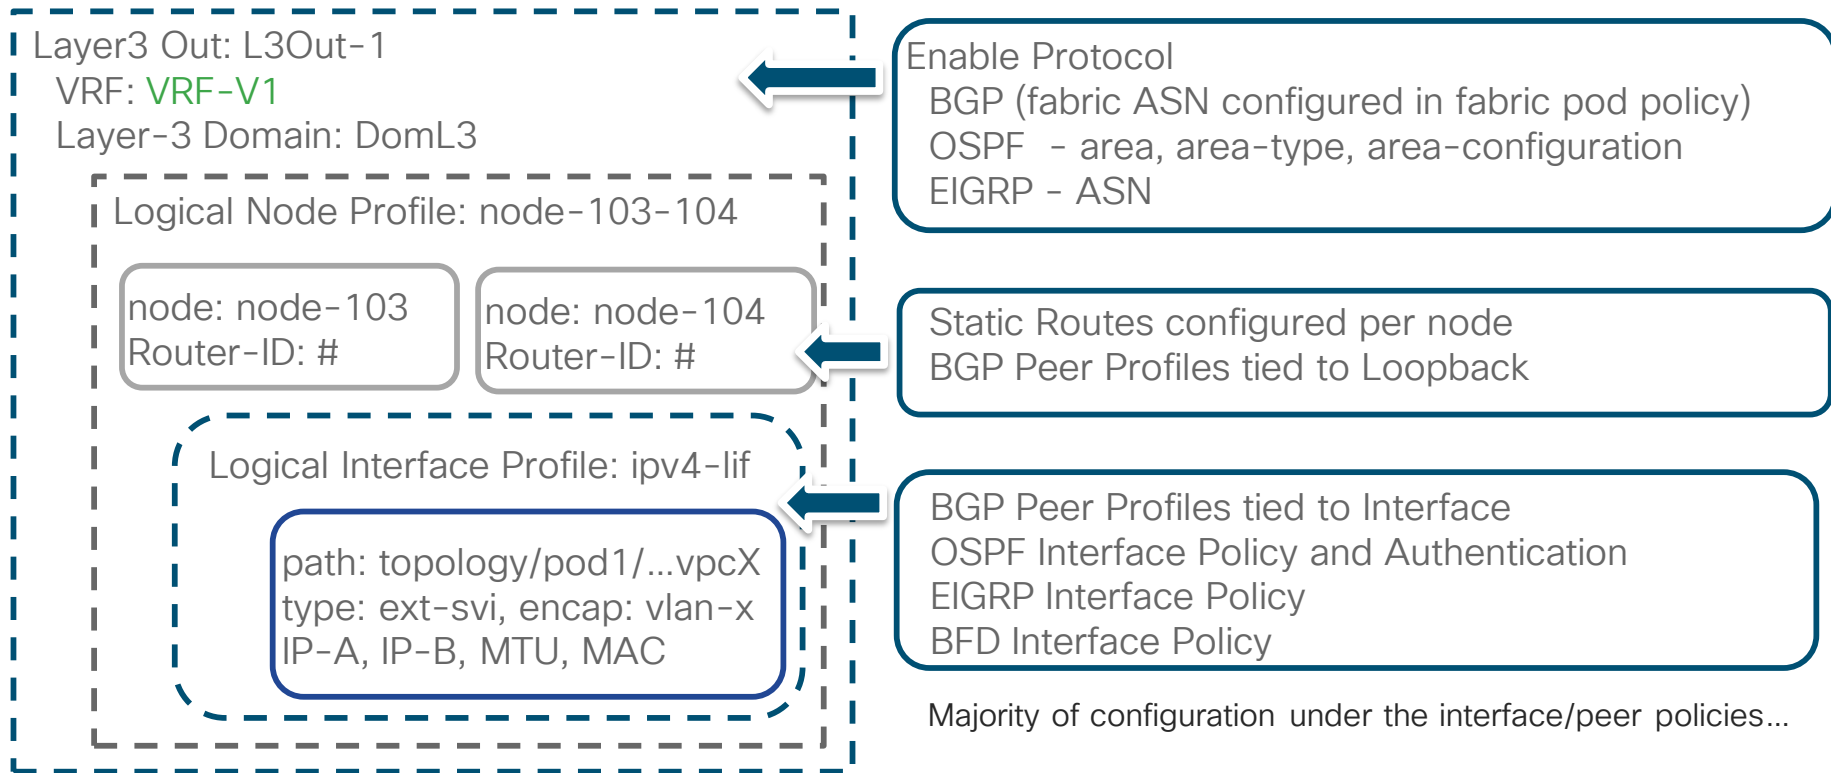 Layer3 Out: L3Out-1
VRF: VRF-V1
Layer-3 Domain: DomL3
Logical Node Profile: node-103-104
node: node-103
Router-ID: #
node: node-104
Router-ID: #
Logical Interface Profile: ipv4-lif
path: topology/pod1/...vpcX
type: ext-svi, encap: vlan-x
IP-A, IP-B, MTU, MAC
Enable Protocol
BGP (fabric ASN configured in fabric pod policy)
OSPF - area, area-type, area-configuration
EIGRP - ASN
Static Routes configured per node
BGP Peer Profiles tied to Loopback
BGP Peer Profiles tied to Interface
OSPF Interface Policy and Authentication
EIGRP Interface Policy
BFD Interface Policy
Majority of configuration under the interface/peer policies...